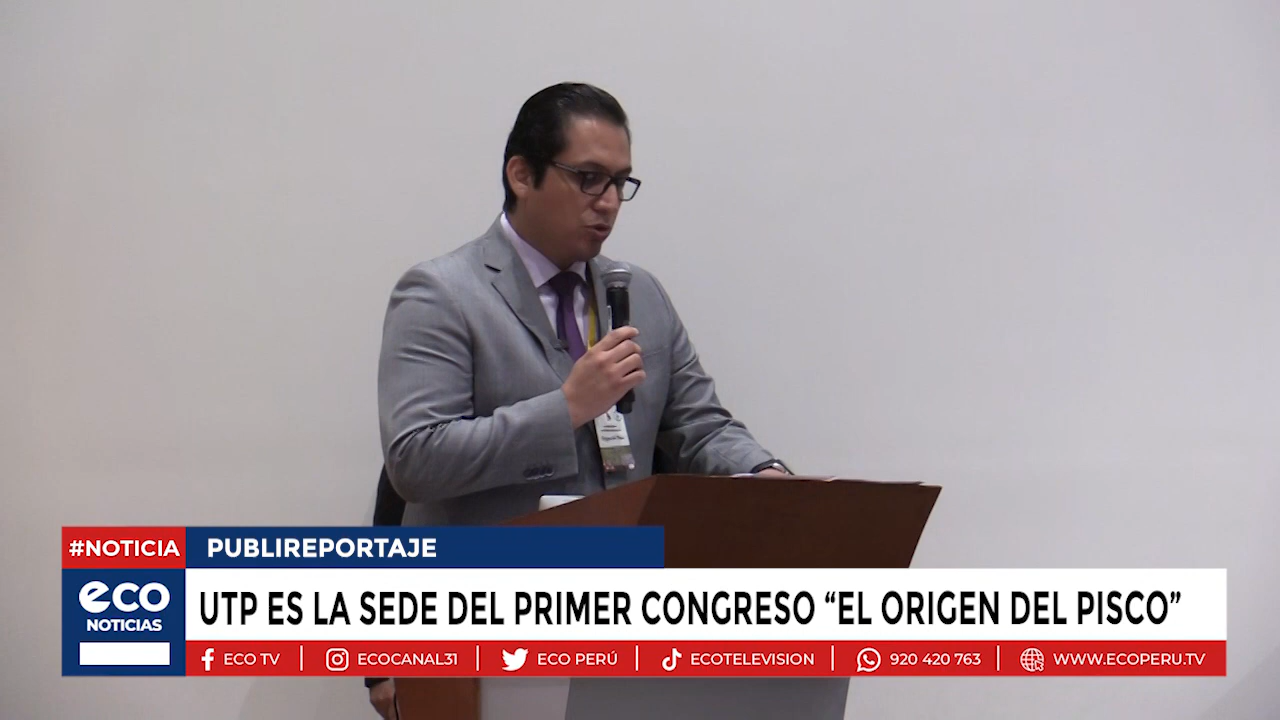 #NOTICIA
PUBLIREPORTAJE
eco
NOTICIAS
UTP ES LA SEDE DEL PRIMER CONGRESO “EL ORIGEN DEL PISCO”
ECO TV
ECOCANAL31
ECO PERÚ
ECOTELEVISION
920 420 763
WWW.ECOPERU.TV